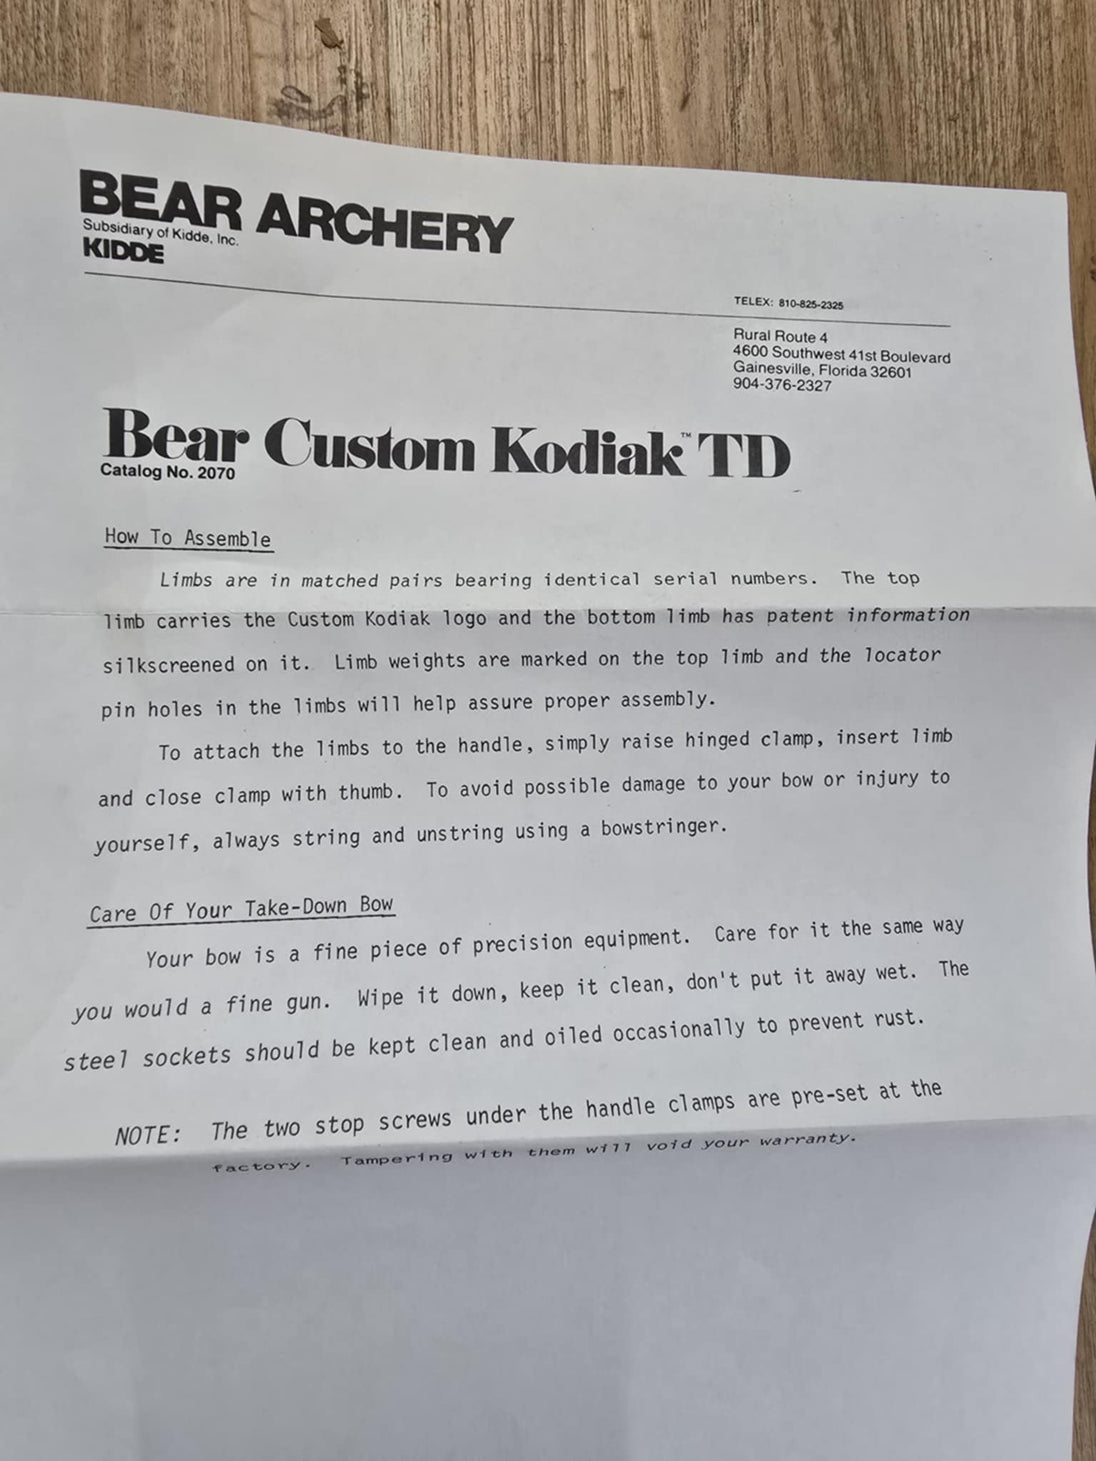 BEAR ARCHERY
Subsidiary of Kidde, Inc.
KIDDE
TELEX: 810-825-2325
Rural Route 4
4600 Southwest 41st Boulevard
Gainesville, Florida 32601
904-376-2327
Bear Custom Kodiak™ TD
Catalog No. 2070
How To Assemble
Limbs are in matched pairs bearing identical serial numbers. The top
limb carries the Custom Kodiak logo and the bottom limb has patent information
silkscreened on it. Limb weights are marked on the top limb and the locator
pin holes in the limbs will help assure proper assembly.
To attach the limbs to the handle, simply raise hinged clamp, insert limb
and close clamp with thumb. To avoid possible damage to your bow or injury to
yourself, always string and unstring using a bowstringer.
Care Of Your Take-Down Bow
Your bow is a fine piece of precision equipment. Care for it the same way
you would a fine gun. Wipe it down, keep it clean, don't put it away wet. The
steel sockets should be kept clean and oiled occasionally to prevent rust.
NOTE: The two stop screws under the handle clamps are pre-set at the
factory. Tampering with them will void your warranty.